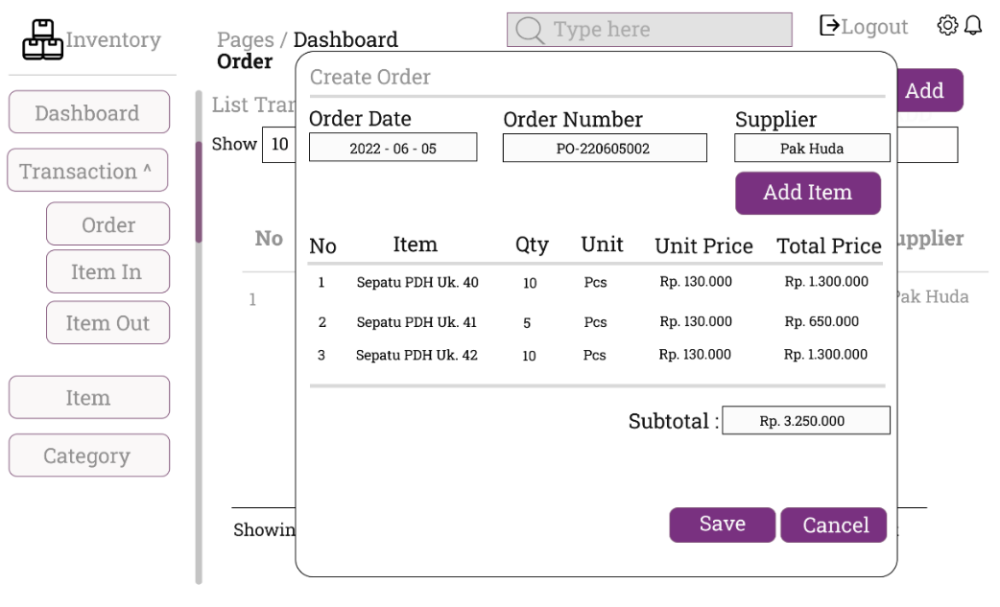 Inventory
Pages / Dashboard
Type here
Logout
Order
Create Order
Add
Dashboard
List
Order Date
Order Number
Supplier
Show 10
2022 - 06 - 05
PO-220605002
Pak Huda
Transaction ^
Add Item
Order
No
No
Item
Qty
Unit
Unit Price
Total Price
Item In
1
Sepatu PDH Uk. 40
10
Pcs
Rp. 130.000
Rp. 1.300.000
1
Huda
Item Out
2
Sepatu PDH Uk. 41
5
Pcs
Rp. 130.000
Rp. 650.000
3
Sepatu PDH Uk. 42
10
Pcs
Rp. 130.000
Rp. 1.300.000
Item
Subtotal :
Rp. 3.250.000
Category
Save
Cancel